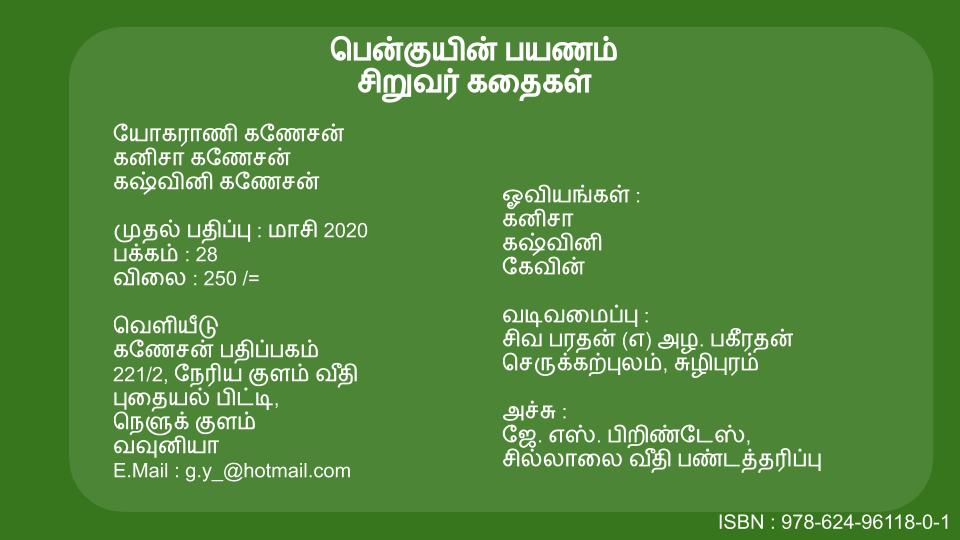 பென்குயின் பயணம்
சிறுவர் கதைகள்
யோகராணி கணேசன்
கனிசா கணேசன்
கஷ்வினி கணேசன்
முதல் பதிப்பு : மாசி 2020
பக்கம் : 28
விலை : 250 /=
வெளியீடு
கணேசன் பதிப்பகம்
221/2, நேரிய குளம் வீதி
புதையல் பிட்டி,
நெளுக் குளம்
வவுனியா
E.Mail : g.y_@hotmail.com
ஓவியங்கள் :
கனிசா
கஷ்வினி
கேவின்
வடிவமைப்பு :
சிவ பரதன் (எ) அழ. பகீரதன்
செருக்கற்புலம், சுழிபுரம்
அச்சு :
ஜே. எஸ். பிறிண்டேஸ்,
சில்லாலை வீதி பண்டத்தரிப்பு
ISBN : 978-624-96118-0-1